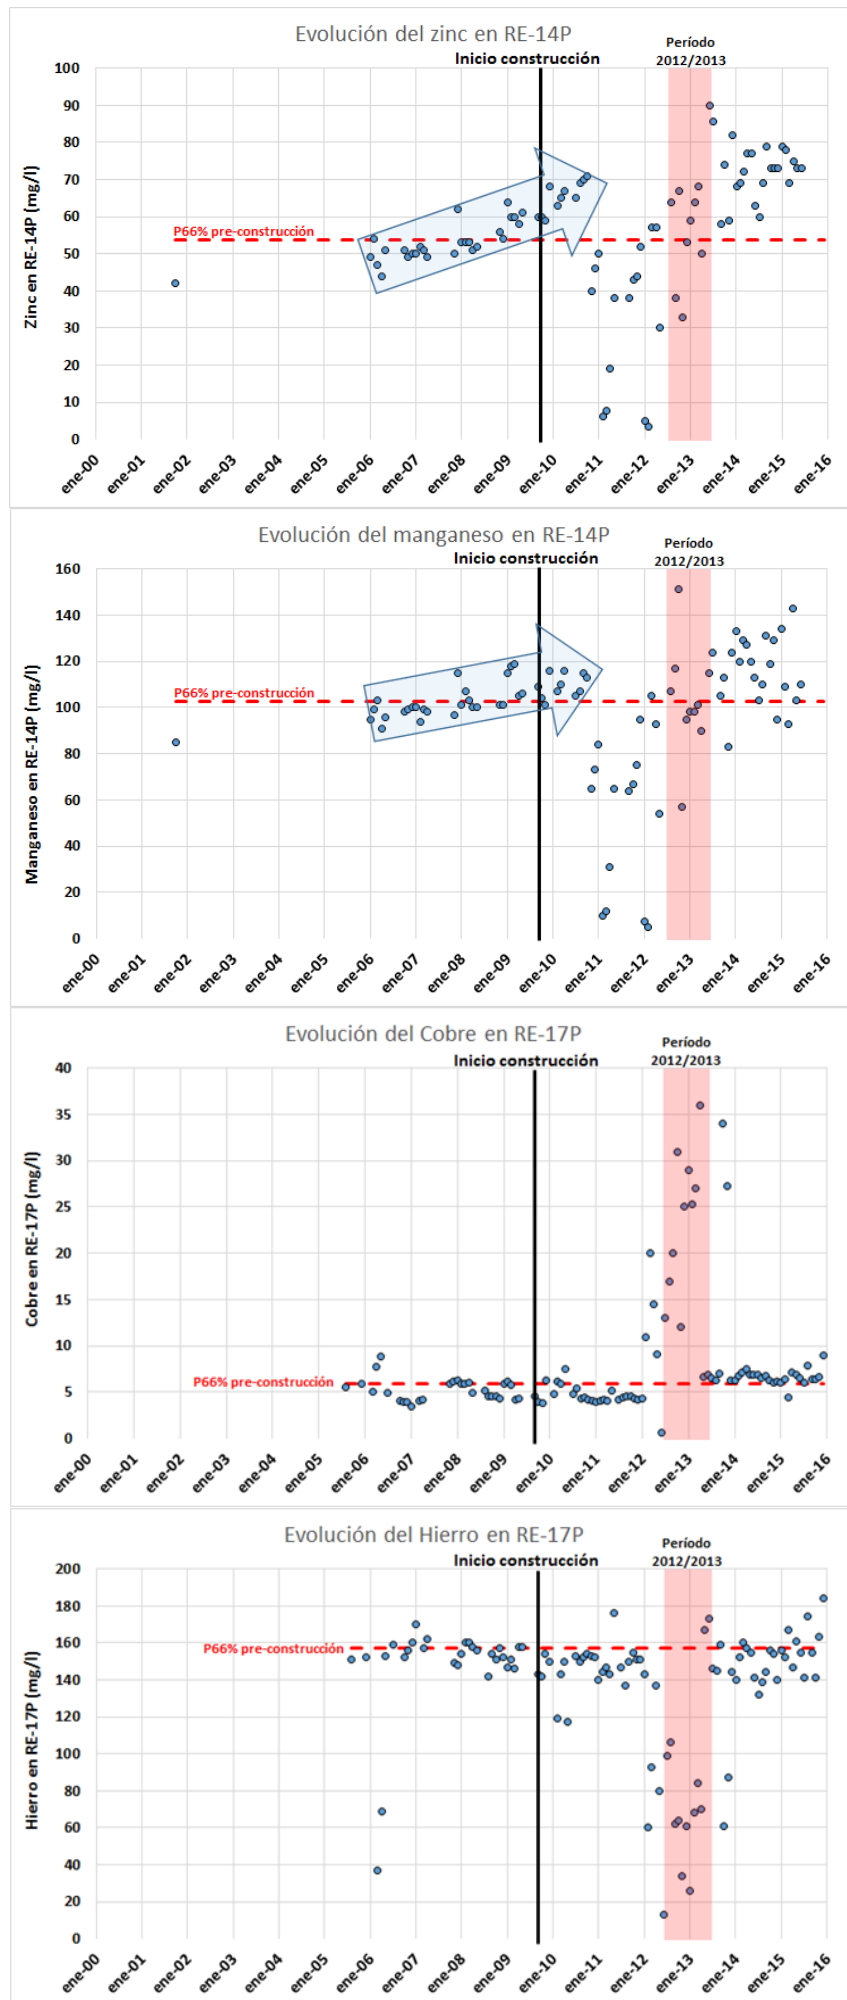 Evolución del zinc en RE-14P
Inicio construcción
Período
2012/2013
Zinc en RE-14P (mg/l)
100
90
80
70
60
50
40
30
20
10
0
P66% pre-construcción
ene-00
ene-01
ene-02
ene-03
ene-04
ene-05
ene-06
ene-07
ene-08
ene-09
ene-10
ene-11
ene-12
ene-13
ene-14
ene-15
ene-16
Evolución del manganeso en RE-14P
Inicio construcción
Período
2012/2013
Manganeso en RE-14P (mg/l)
160
140
120
100
80
60
40
20
0
P66% pre-construcción
ene-00
ene-01
ene-02
ene-03
ene-04
ene-05
ene-06
ene-07
ene-08
ene-09
ene-10
ene-11
ene-12
ene-13
ene-14
ene-15
ene-16
Evolución del Cobre en RE-17P
Inicio construcción
Período
2012/2013
Cobre en RE-17P (mg/l)
40
35
30
25
20
15
10
5
0
P66% pre-construcción
ene-00
ene-01
ene-02
ene-03
ene-04
ene-05
ene-06
ene-07
ene-08
ene-09
ene-10
ene-11
ene-12
ene-13
ene-14
ene-15
ene-16
Evolución del Hierro en RE-17P
Inicio construcción
Período
2012/2013
Hierro en RE-17P (mg/l)
200
180
160
140
120
100
80
60
40
20
0
P66% pre-construcción
ene-00
ene-01
ene-02
ene-03
ene-04
ene-05
ene-06
ene-07
ene-08
ene-09
ene-10
ene-11
ene-12
ene-13
ene-14
ene-15
ene-16